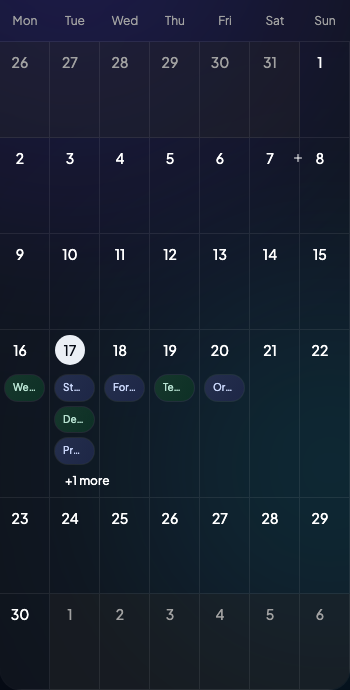 Mon Tue Wed Thu Fri Sat Sun
26 27 28 29 30 31 1
2 3 4 5 6 7 + 8
9 10 11 12 13 14 15
16 17 18 19 20 21 22
We... St... For... Te... Or...
De...
Pr...
+1 more
23 24 25 26 27 28 29
30 1 2 3 4 5 6